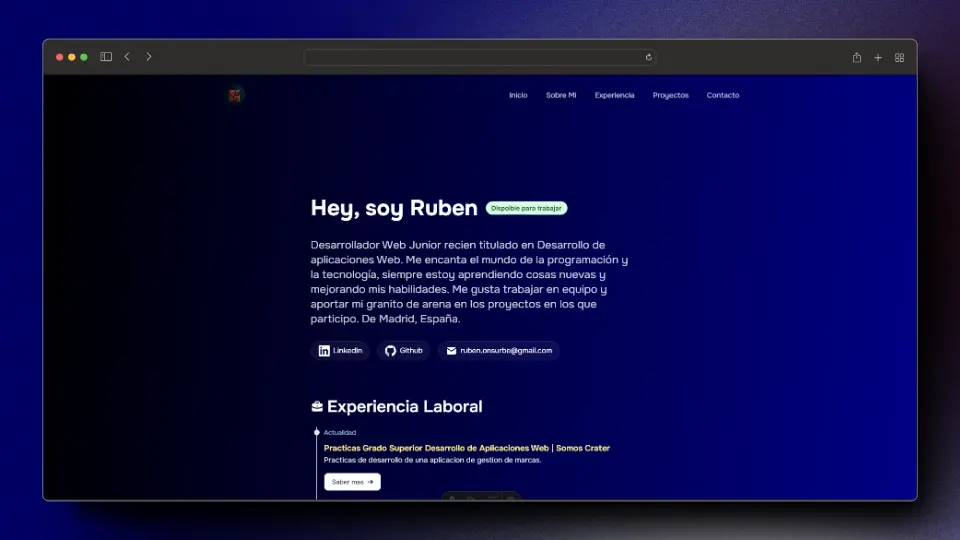 Inicio Sobre Mi Experiencia Proyectos Contacto
Hey, soy Ruben
Dispoible para trabajar
Desarrollador Web Junior recien titulado en Desarrollo de
aplicaciones Web. Me encanta el mundo de la programación y
la tecnología, siempre estoy aprendiendo cosas nuevas y
mejorando mis habilidades. Me gusta trabajar en equipo y
aportar mi granito de arena en los proyectos en los que
participo. De Madrid, España.
LinkedIn Github ruben.onsurbe@gmail.com
Experiencia Laboral
Actualidad
Practicas Grado Superior Desarrollo de Aplicaciones Web | Somos Crater
Practicas de desarrollo de una aplicacion de gestion de marcas.
Saber mas →